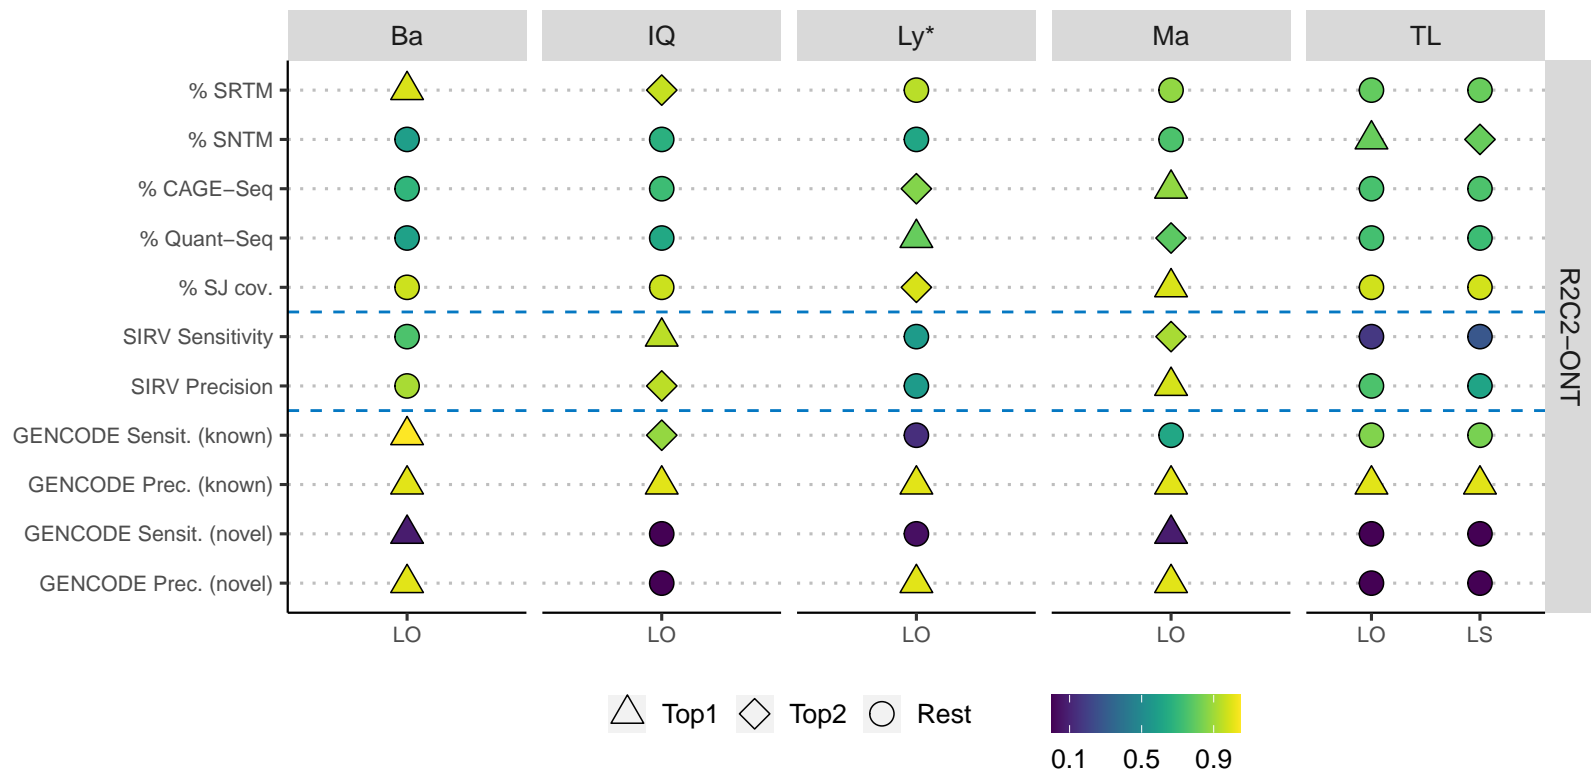 Ba IQ Ly* Ma TL
% SRTM
% SNTM
% CAGE−Seq
% Quant−Seq
% SJ cov.
SIRV Sensitivity
SIRV Precision
GENCODE Sensit. (known)
GENCODE Prec. (known)
GENCODE Sensit. (novel)
GENCODE Prec. (novel)
R2C2−ONT
LO LO LO LO LO LS
Top1 Top2 Rest
0.1 0.5 0.9